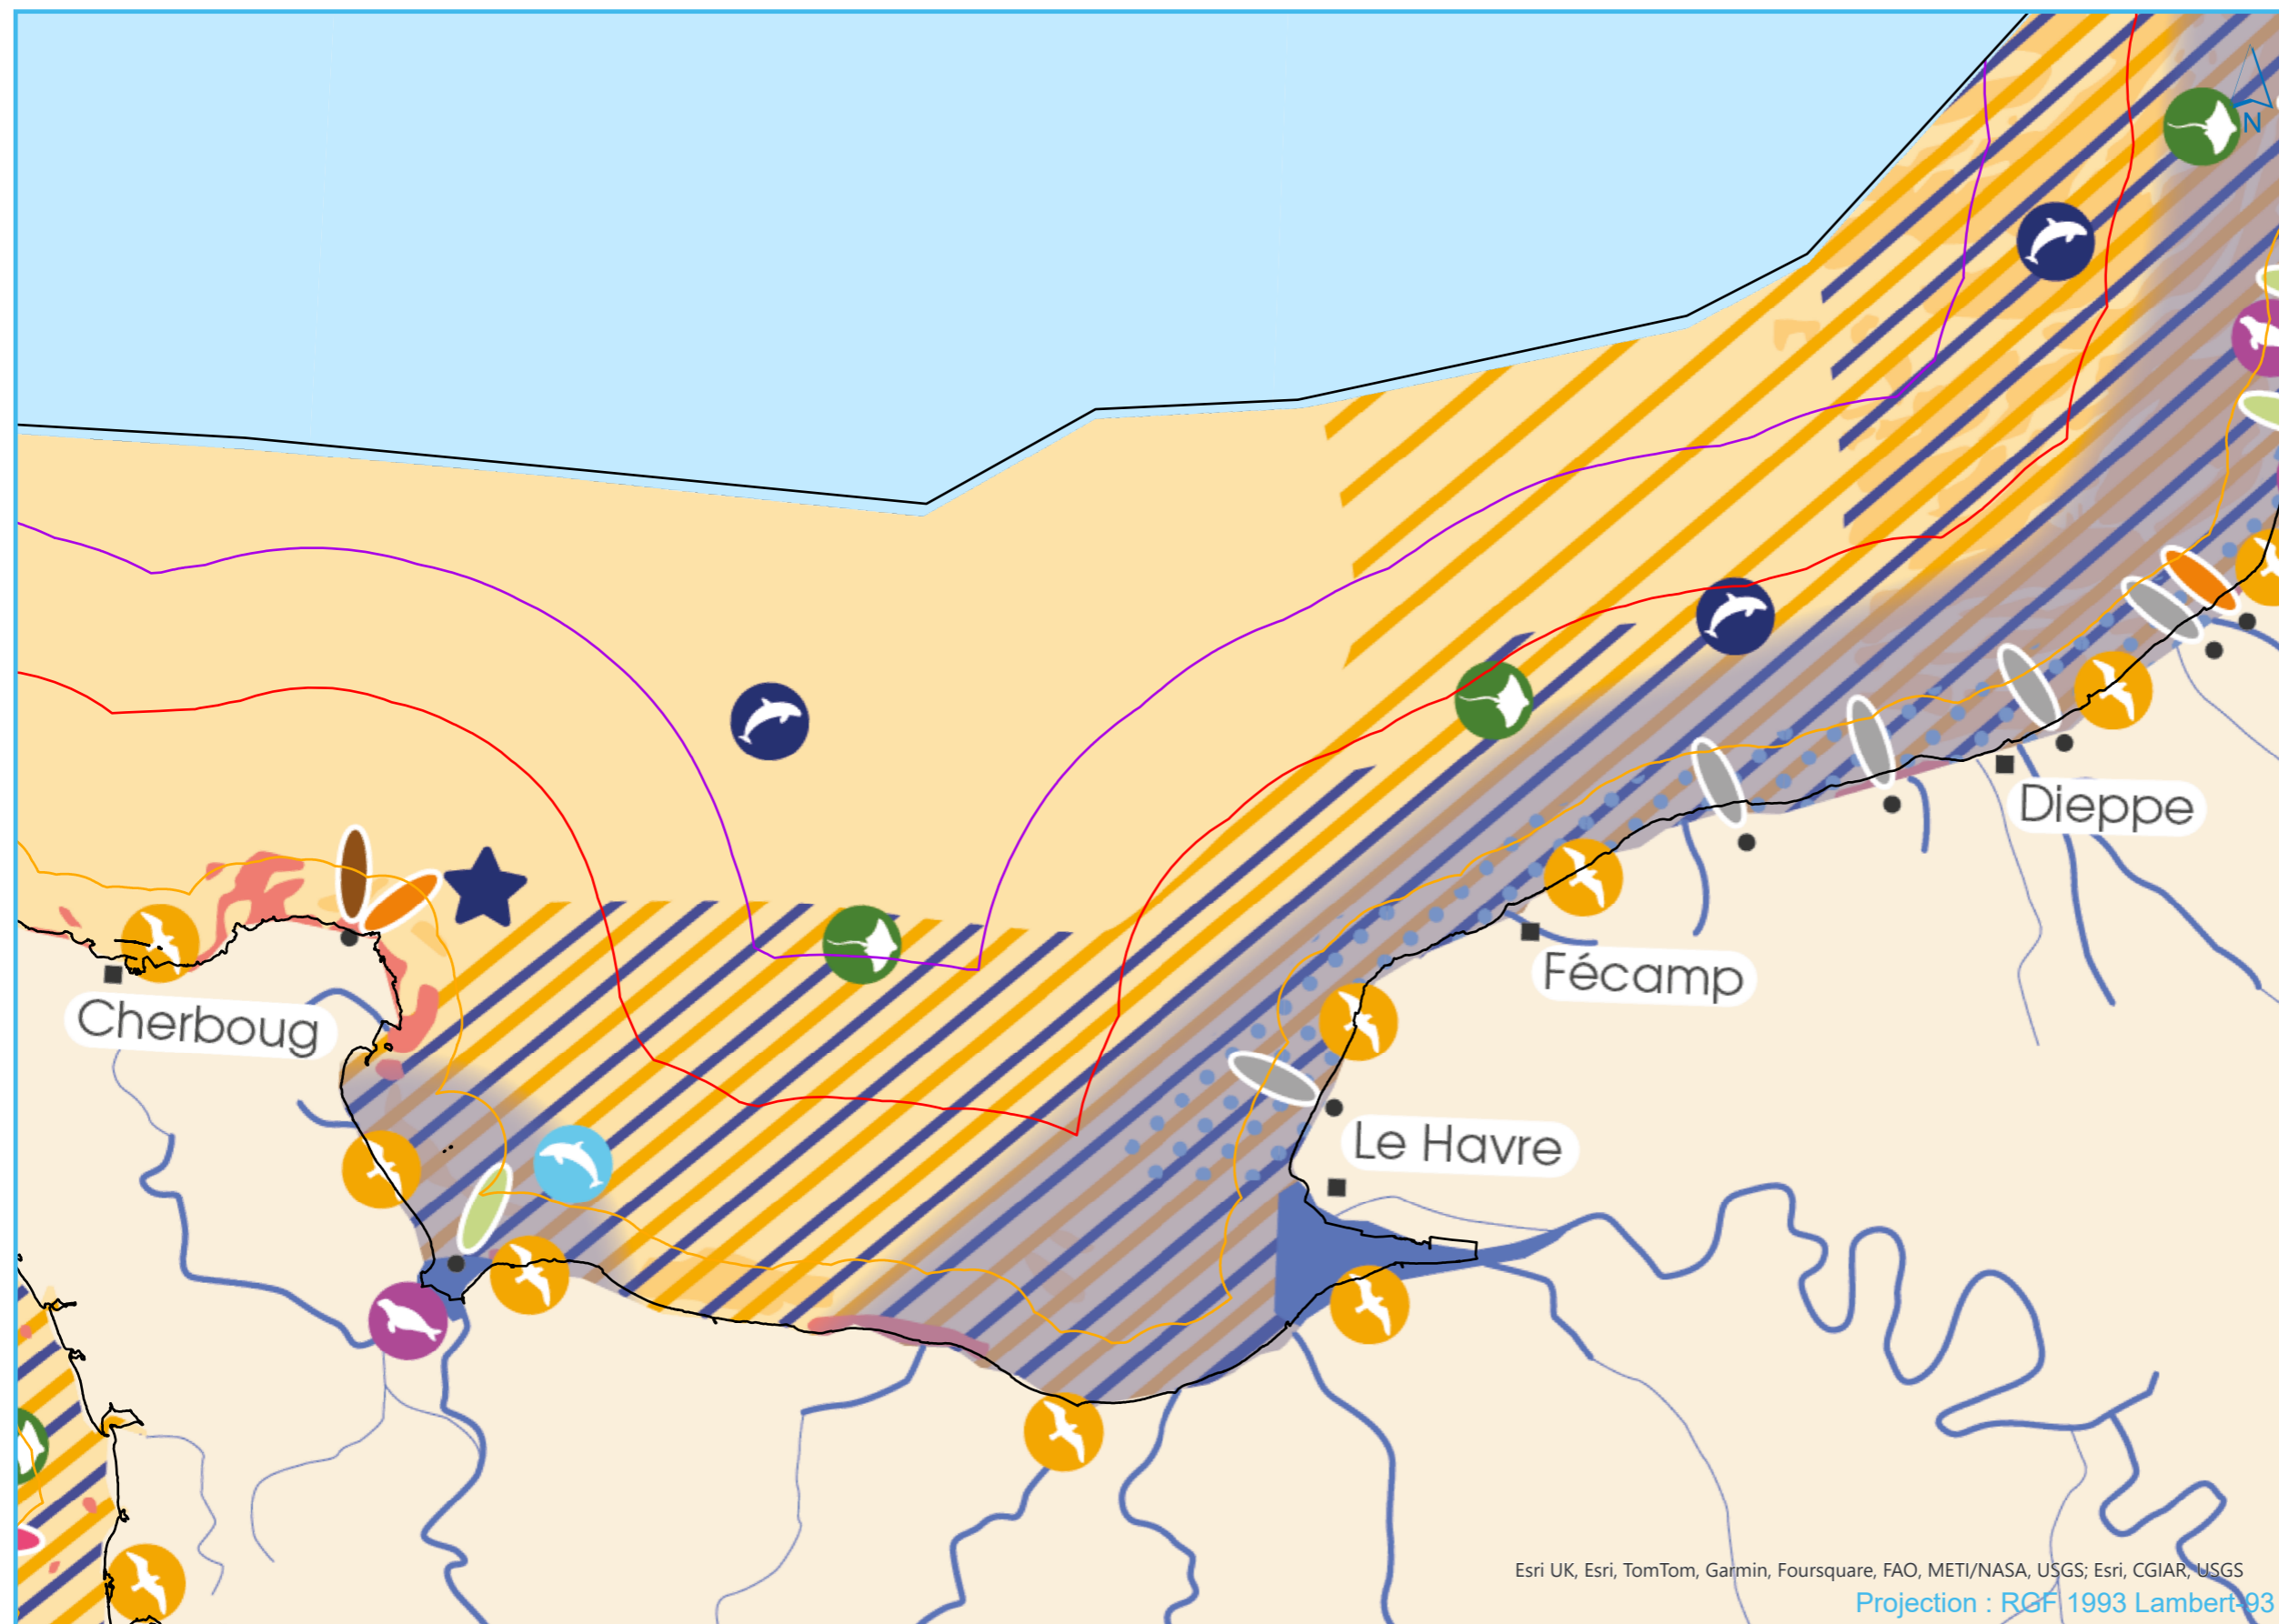 N
Dieppe
Fécamp
Cherboug
Le Havre
Esri UK, Esri, TomTom, Garmin, Foursquare, FAO, METI/NASA, USGS; Esri, CGIAR, USGS
Projection : RGF 1993 Lambert-93